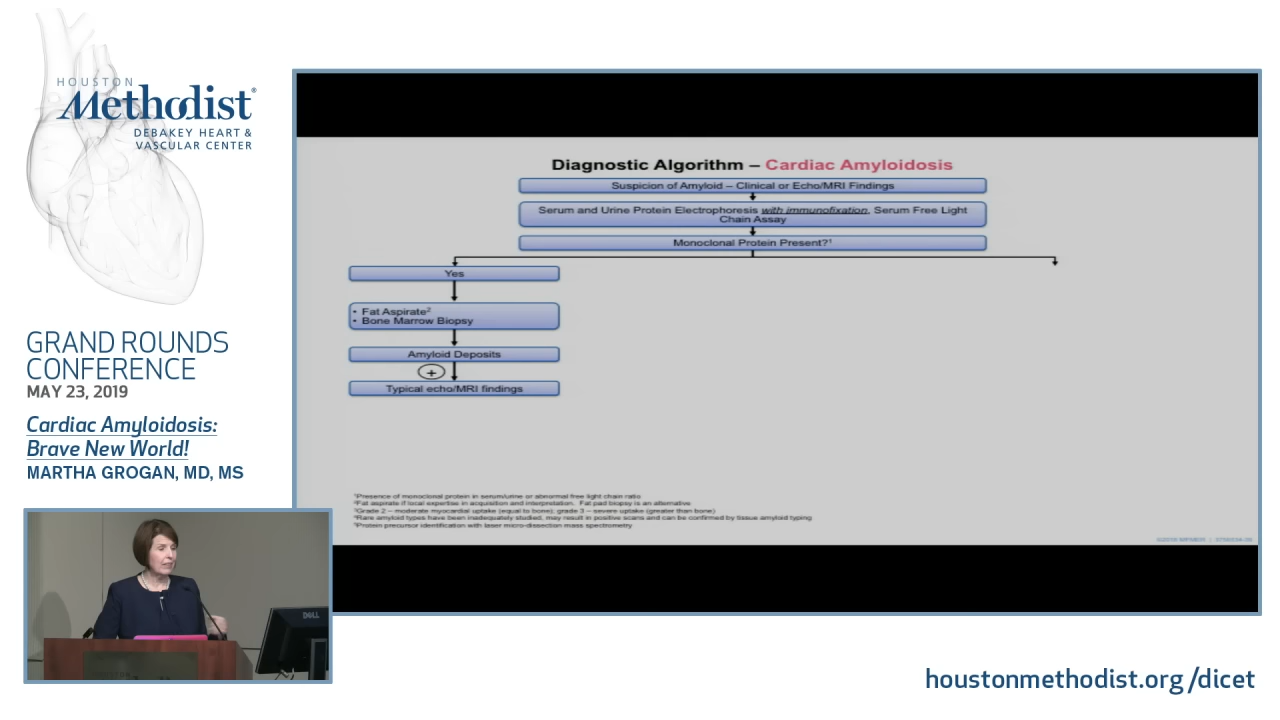 HOUSTON
Methodist®
DEBAKEY HEART &
VASCULAR CENTER
GRAND ROUNDS
CONFERENCE
MAY 23, 2019
Cardiac Amyloidosis:
Brave New World!
MARTHA GROGAN, MD, MS
Diagnostic Algorithm – Cardiac Amyloidosis
Suspicion of Amyloid – Clinical or Echo/MRI Findings
Serum and Urine Protein Electrophoresis with immunofixation, Serum Free Light
Chain Assay
Monoclonal Protein Present?¹
Yes
• Fat Aspirate²
• Bone Marrow Biopsy
Amyloid Deposits
+
Typical echo/MRI findings
¹Presence of monoclonal protein in serum/urine or abnormal free light chain ratio
²Fat aspirate if local expertise in acquisition and interpretation. Fat pad biopsy is an alternative
³Grade 2 – moderate myocardial uptake (equal to bone); grade 3 – severe uptake (greater than bone)
⁴Rare amyloid types have been inadequately studied, may result in positive scans and can be confirmed by tissue amyloid typing
⁵Protein precursor identification with laser micro-dissection mass spectrometry
DELL
houstonmethodist.org/dicet